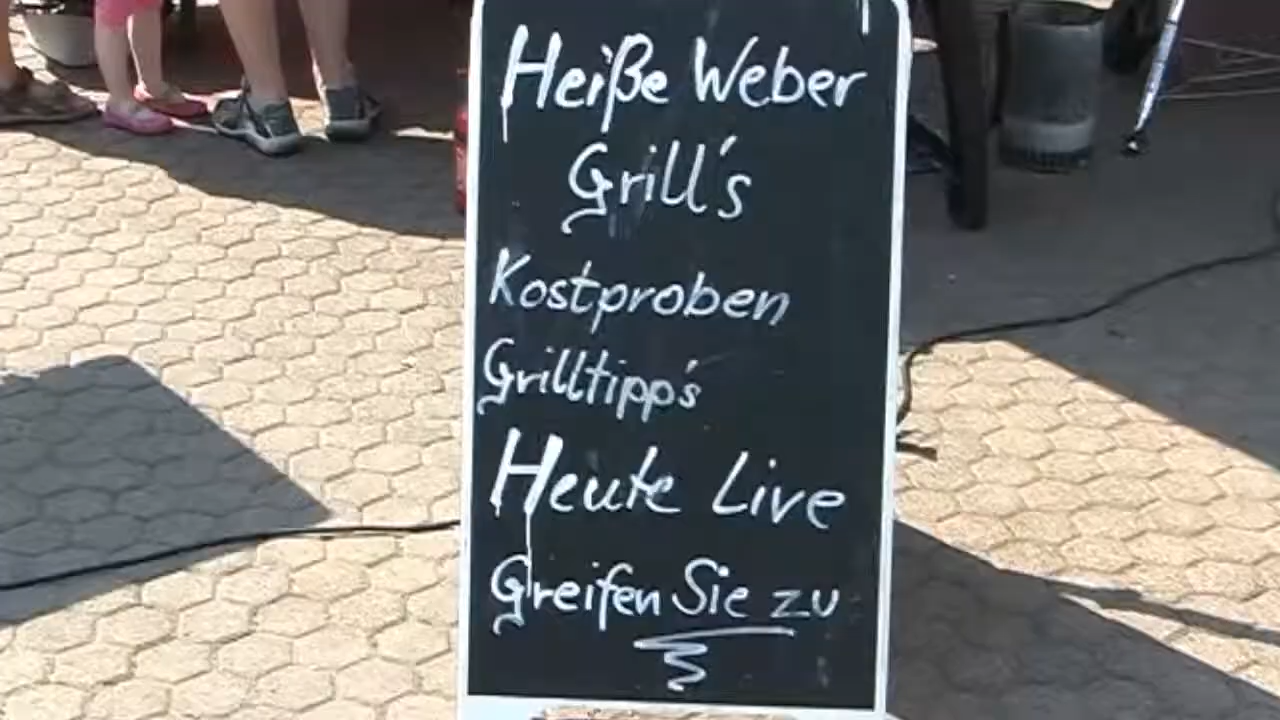 Heiße Weber
Grill's
Kostproben
Grilltipp's
Heute Live
Greifen Sie zu